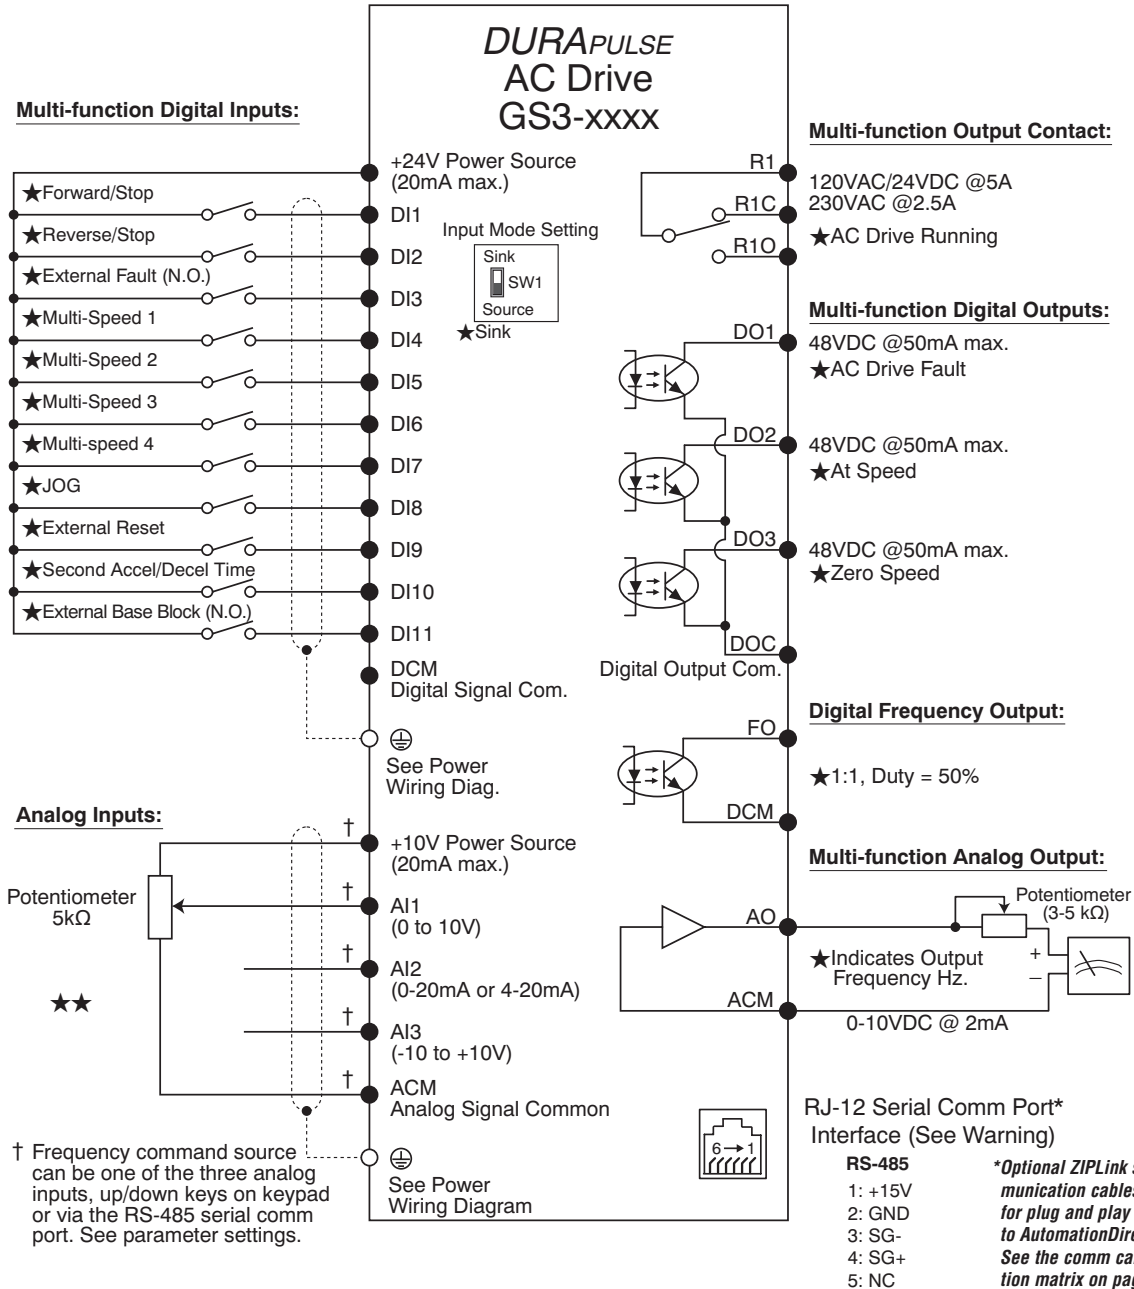 DURAPULSE
AC Drive
GS3-xxxx
Multi-function Digital Inputs:
★Forward/Stop
★Reverse/Stop
★External Fault (N.O.)
★Multi-Speed 1
★Multi-Speed 2
★Multi-Speed 3
★Multi-speed 4
★JOG
★External Reset
★Second Accel/Decel Time
★External Base Block (N.O.)
+24V Power Source
(20mA max.)
DI1
DI2
DI3
DI4
DI5
DI6
DI7
DI8
DI9
DI10
DI11
DCM
Digital Signal Com.
See Power
Wiring Diag.
Input Mode Setting
Sink
SW1
Source
★Sink
Multi-function Output Contact:
R1
R1C
R1O
120VAC/24VDC @5A
230VAC @2.5A
★AC Drive Running
Multi-function Digital Outputs:
DO1
48VDC @50mA max.
★AC Drive Fault
DO2
48VDC @50mA max.
★At Speed
DO3
48VDC @50mA max.
★Zero Speed
DOC
Digital Output Com.
Digital Frequency Output:
FO
★1:1, Duty = 50%
DCM
Analog Inputs:
Potentiometer
5kΩ
★★
†
+10V Power Source
(20mA max.)
†
AI1
(0 to 10V)
†
AI2
(0-20mA or 4-20mA)
†
AI3
(-10 to +10V)
†
ACM
Analog Signal Common
See Power
Wiring Diagram
† Frequency command source
can be one of the three analog
inputs, up/down keys on keypad
or via the RS-485 serial comm
port. See parameter settings.
Multi-function Analog Output:
AO
Potentiometer
(3-5 kΩ)
+
–
★Indicates Output
Frequency Hz.
ACM
0-10VDC @ 2mA
6→1
RJ-12 Serial Comm Port*
Interface (See Warning)
RS-485
1: +15V
2: GND
3: SG-
4: SG+
5: NC
*Optional ZIPLink
munication cables
for plug and play
to AutomationDire
See the comm ca
tion matrix on pag